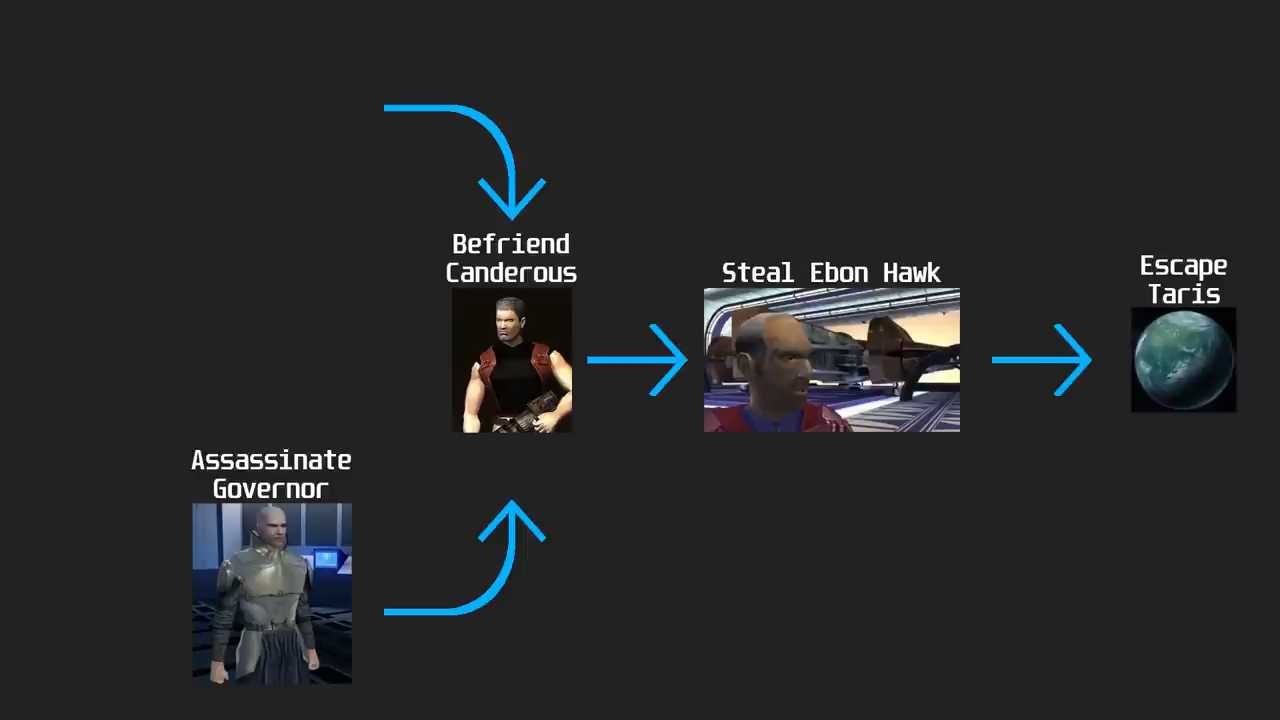 Befriend
Canderous
Steal Ebon Hawk
Escape
Taris
Assassinate
Governor